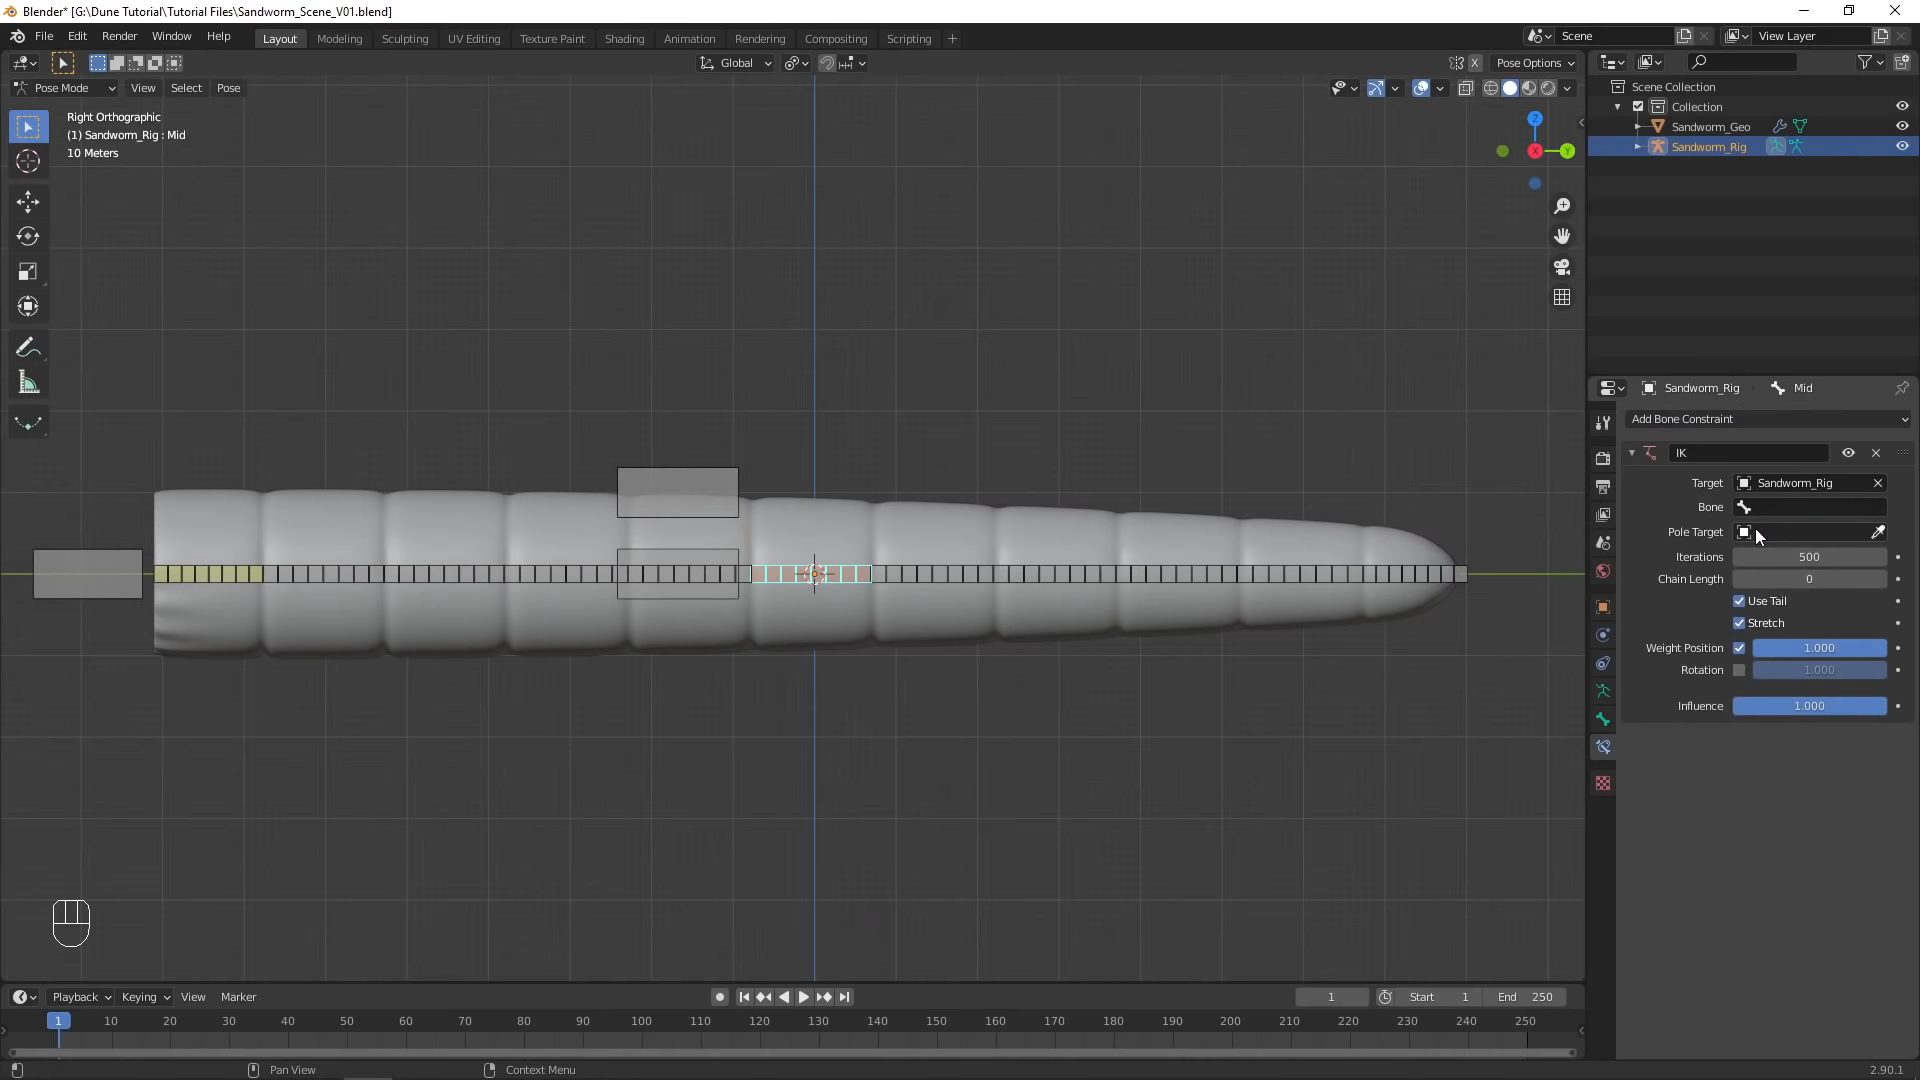 Blender* [G:\Dune Tutorial\Tutorial Files\Sandworm_Scene_V01.blend]
File Edit Render Window Help Layout Modeling Sculpting UV Editing Texture Paint Shading Animation Rendering Compositing Scripting Scene View Layer
Global X Pose Options
Pose Mode View Select Pose
Scene Collection
Collection
Sandworm_Geo
Sandworm_Rig
Right Orthographic
(1) Sandworm_Rig : Mid
10 Meters
Z
X
Y
Sandworm_Rig Mid
Add Bone Constraint
IK
Target Sandworm_Rig
Bone
Pole Target
Iterations 500
Chain Length 0
Use Tail
Stretch
Weight Position 1.000
Rotation 1.000
Influence 1.000
Playback Keying View Marker 1 Start 1 End 250
1 10 20 30 40 50 60 70 80 90 100 110 120 130 140 150 160 170 180 190 200 210 220 230 240 250
Pan View Context Menu 2.90.1